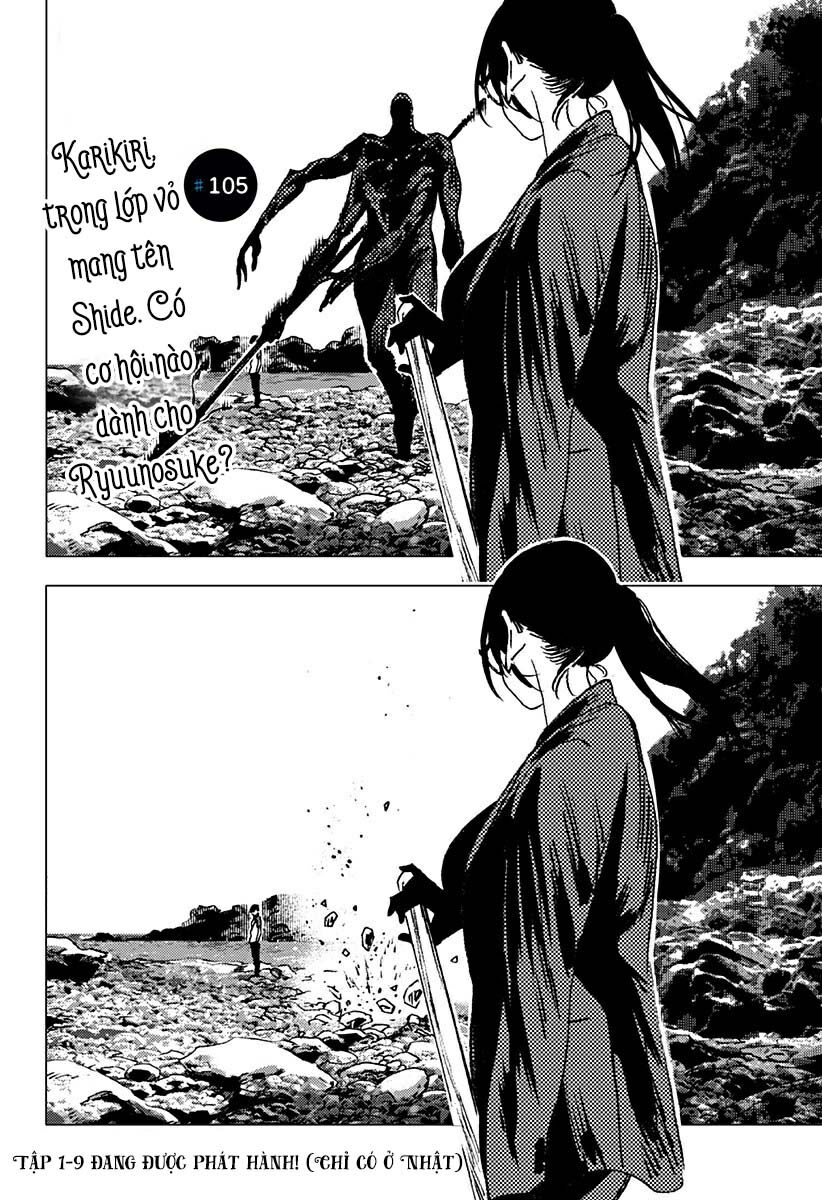 Karikiri,
trong lớp vỏ
mang tên
Shide. Có
cơ hội nào
dành cho
Ryuunosuke?
#105
Tập 1-9 đang được phát hành! (Chỉ có ở Nhật)